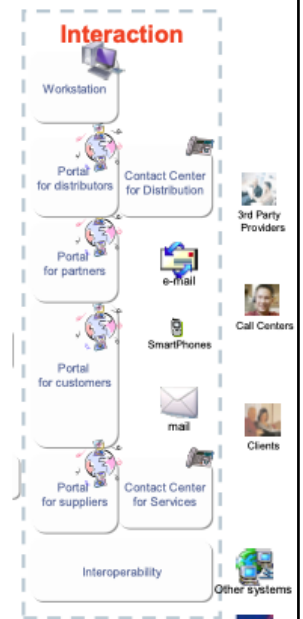 Interaction
Workstation
Portal
for distributors
Contact Center
for Distribution
3rd Party
Providers
Portal
for partners
e-mail
Call Centers
SmartPhones
Portal
for customers
mail
Clients
Portal
for suppliers
Contact Center
for Services
Interoperability
Other systems